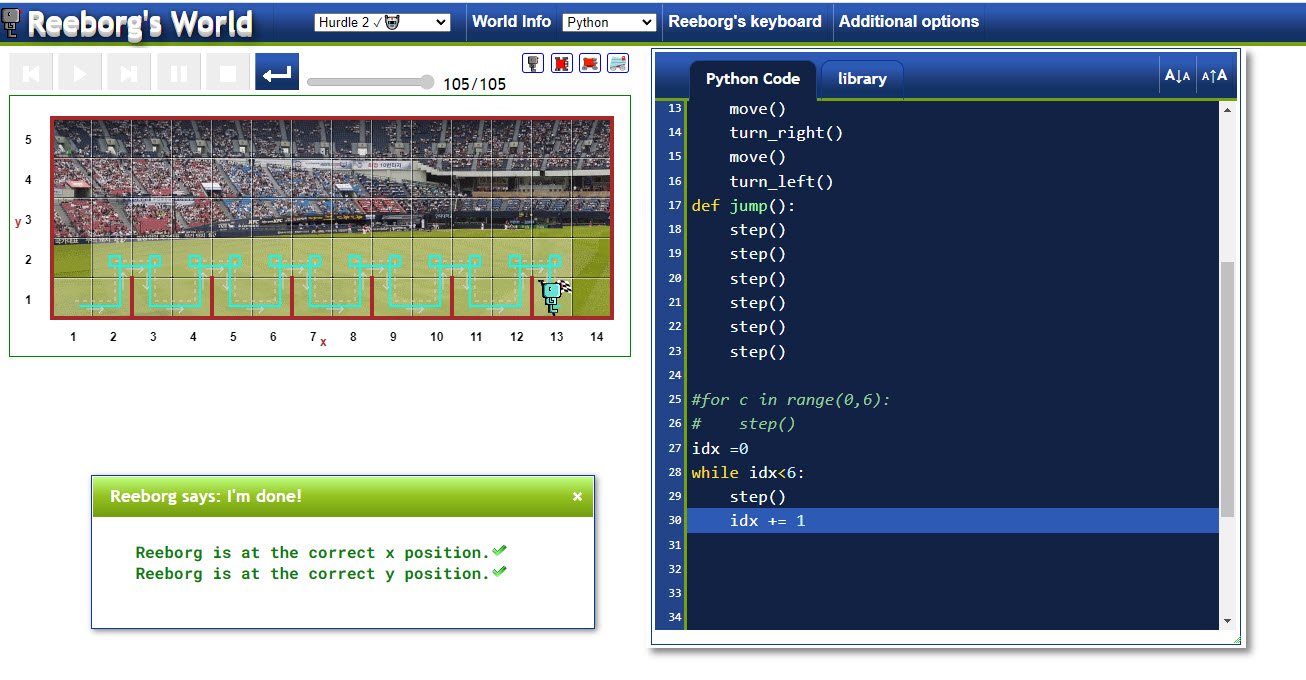 Reeborg's World
Hurdle 2 ✓
World Info
Python
Reeborg's keyboard
Additional options
105/105
5
4
y 3
2
1
1 2 3 4 5 6 7 x 8 9 10 11 12 13 14
Reeborg says: I'm done! ×
Reeborg is at the correct x position.
Reeborg is at the correct y position.
Python Code
library
A↓A A↑A
13     move()
14     turn_right()
15     move()
16     turn_left()
17 def jump():
18     step()
19     step()
20     step()
21     step()
22     step()
23     step()
24
25 #for c in range(0,6):
26 #    step()
27 idx =0
28 while idx<6:
29     step()
30     idx += 1
31
32
33
34